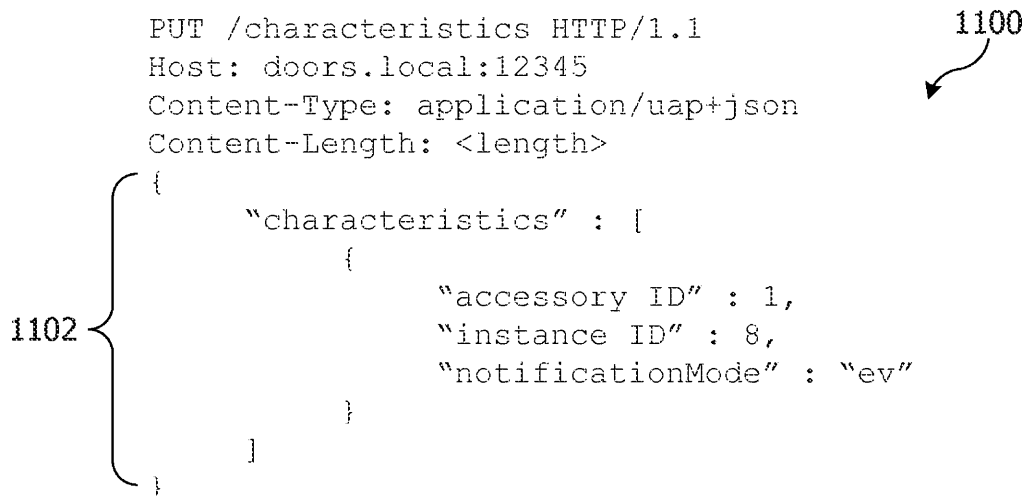 PUT /characteristics HTTP/1.1
1100
Host: doors.local:12345
Content-Type: application/uap+json
Content-Length: <length>
{
"characteristics" : [
{
"accessory ID" : 1,
1102
"instance ID" : 8,
"notificationMode" : "ev"
}
]
}